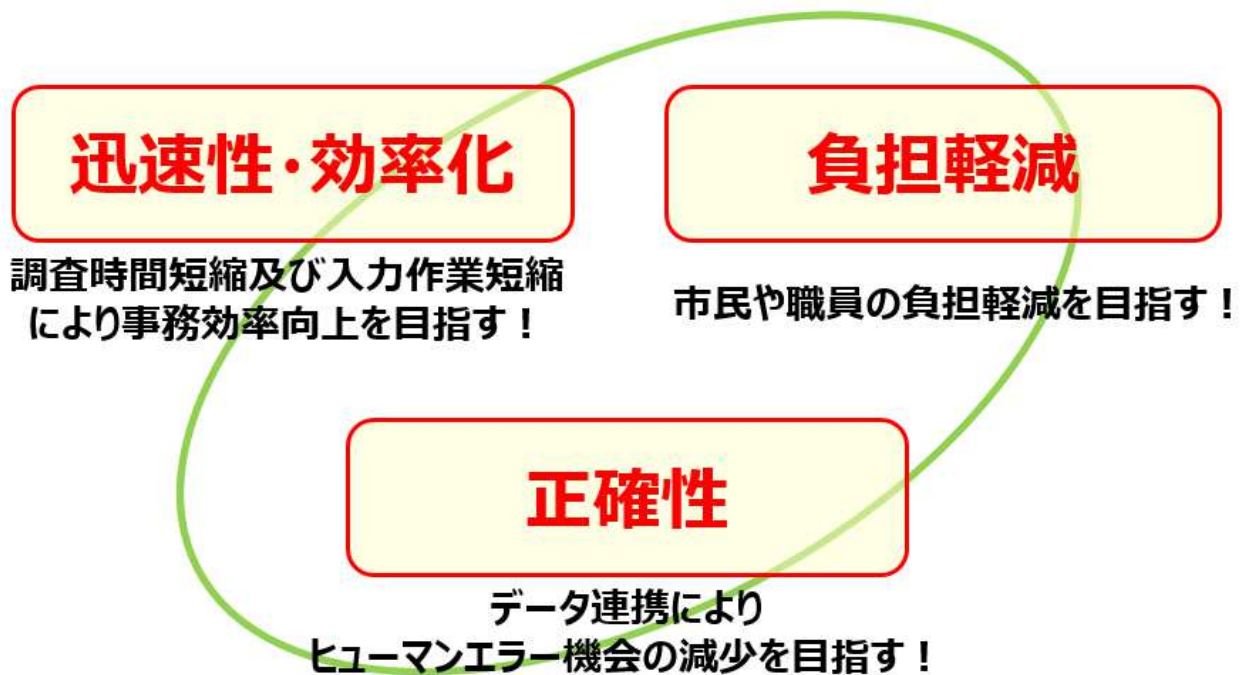 迅速性・効率化
調査時間短縮及び入力作業短縮
により事務効率向上を目指す！
負担軽減
市民や職員の負担軽減を目指す！
正確性
データ連携により
ヒューマンエラー機会の減少を目指す！